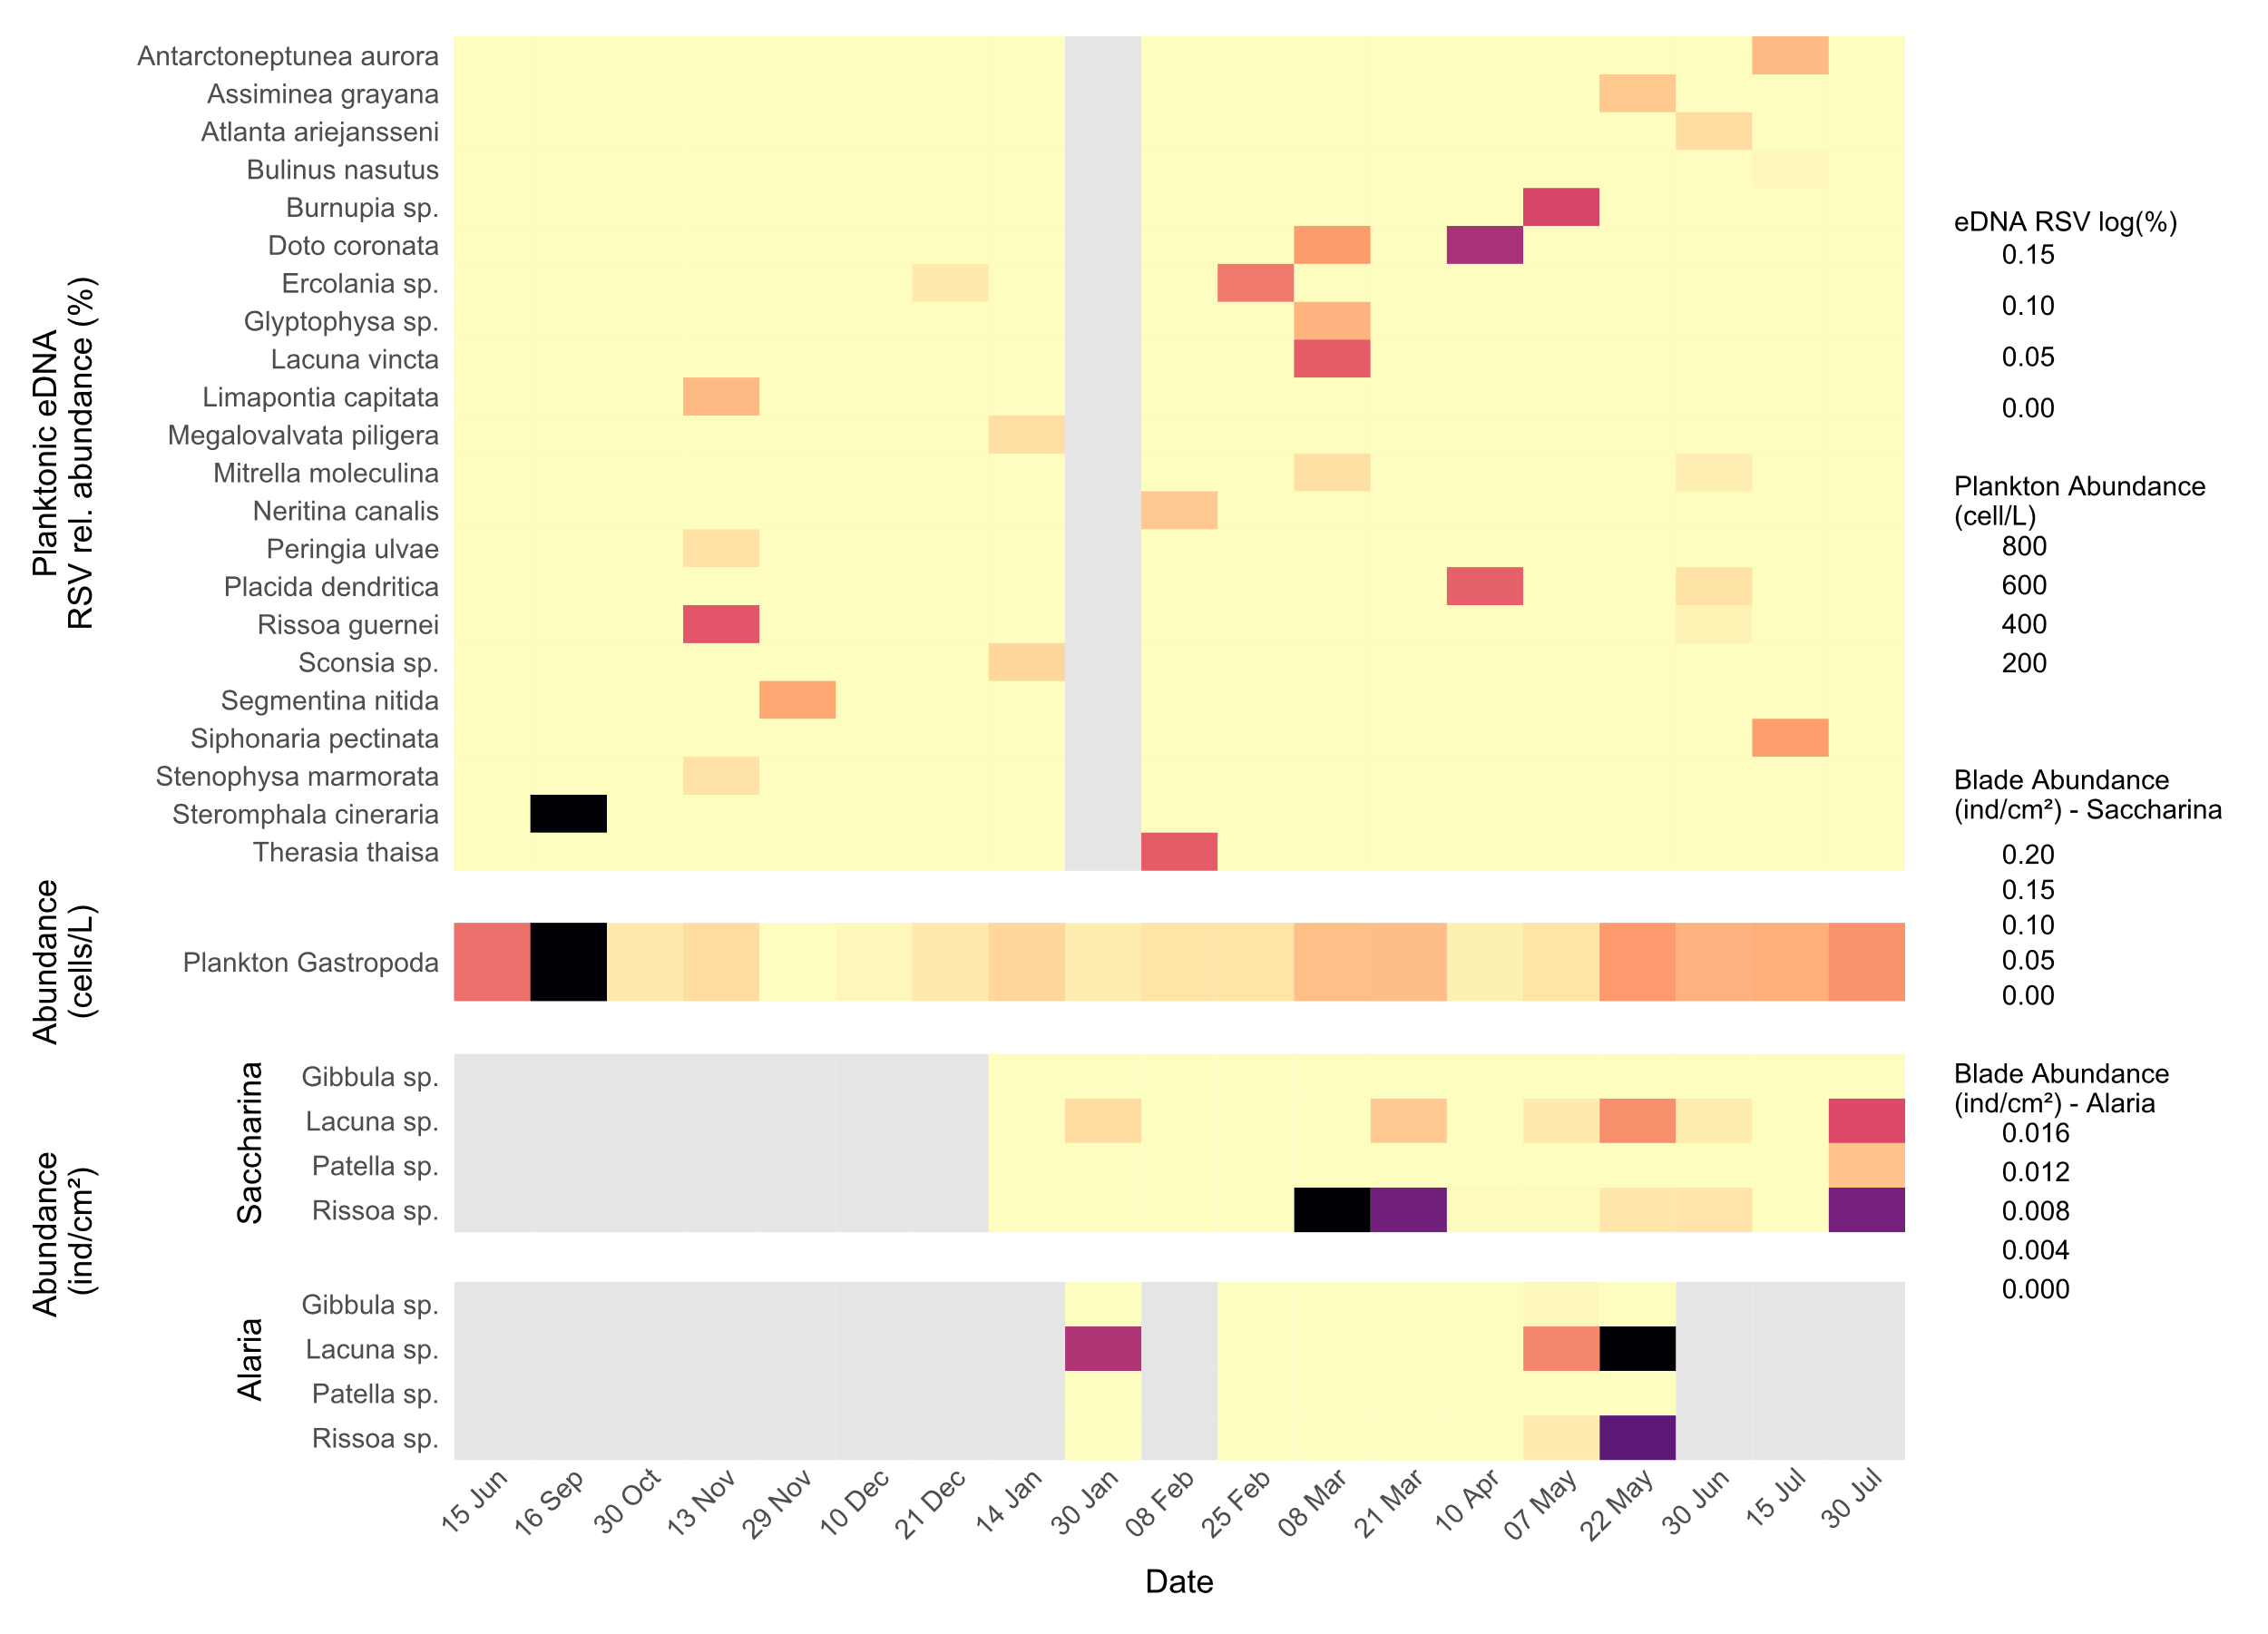 Planktonic eDNA
RSV rel. abundance (%)
Antarctoneptunea aurora
Assiminea grayana
Atlanta ariejansseni
Bulinus nasutus
Burnupia sp.
Doto coronata
Ercolania sp.
Glyptophysa sp.
Lacuna vincta
Limapontia capitata
Megalovalvata piligera
Mitrella moleculina
Neritina canalis
Peringia ulvae
Placida dendritica
Rissoa guernei
Sconsia sp.
Segmentina nitida
Siphonaria pectinata
Stenophysa marmorata
Steromphala cineraria
Therasia thaisa
Abundance
(cells/L)
Plankton Gastropoda
Abundance
(ind/cm²)
Saccharina
Gibbula sp.
Lacuna sp.
Patella sp.
Rissoa sp.
Alaria
Gibbula sp.
Lacuna sp.
Patella sp.
Rissoa sp.
15 Jun
16 Sep
30 Oct
13 Nov
29 Nov
10 Dec
21 Dec
14 Jan
30 Jan
08 Feb
25 Feb
08 Mar
21 Mar
10 Apr
07 May
22 May
30 Jun
15 Jul
30 Jul
Date
eDNA RSV log(%)
0.15
0.10
0.05
0.00
Plankton Abundance
(cell/L)
800
600
400
200
Blade Abundance
(ind/cm²) - Saccharina
0.20
0.15
0.10
0.05
0.00
Blade Abundance
(ind/cm²) - Alaria
0.016
0.012
0.008
0.004
0.000